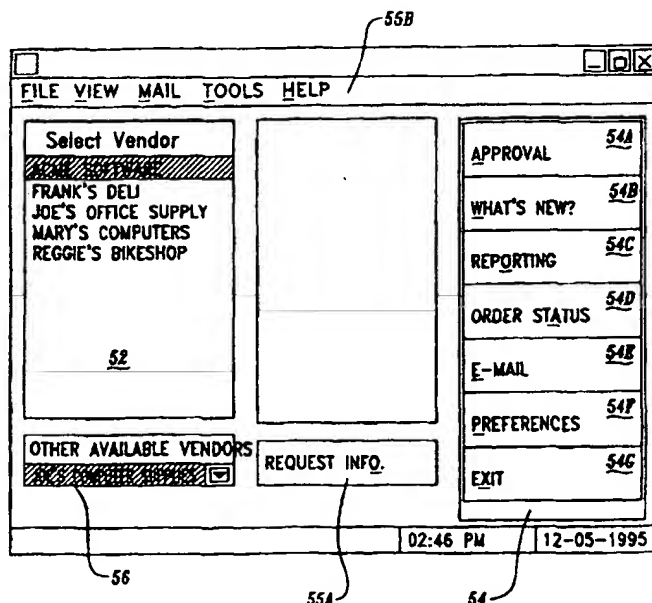 55B
FILE VIEW MAIL TOOLS HELP
Select Vendor
ACME SOFTWARE
FRANK'S DELI
JOE'S OFFICE SUPPLY
MARY'S COMPUTERS
REGGIE'S BIKESHOP
52
OTHER AVAILABLE VENDORS
REQUEST INFO.
APPROVAL 54A
WHAT'S NEW? 54B
REPORTING 54C
ORDER STATUS 54D
E-MAIL 54E
PREFERENCES 54F
EXIT 54G
02:46 PM 12-05-1995
56
55A
54